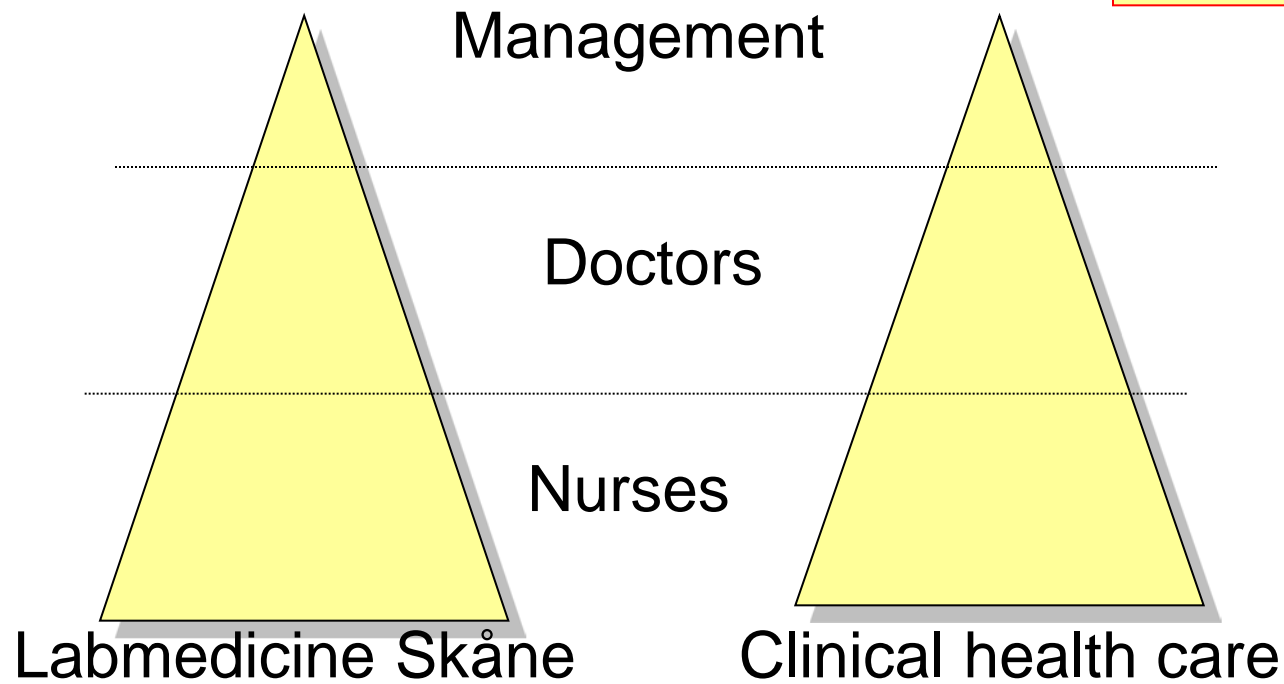 Management
Doctors
Nurses
Labmedicine Skåne
Clinical health care